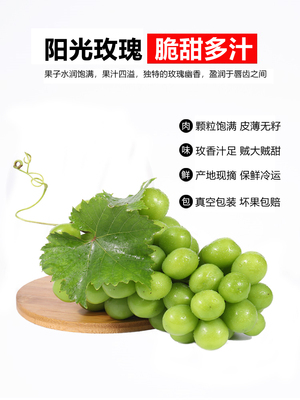 阳光玫瑰 脆甜多汁
果子水润饱满，果汁四溢，独特的玫瑰幽香，盈润于唇齿之间
肉 颗粒饱满 皮薄无籽
味 玫香汁足 贼大贼甜
鲜 产地现摘 保鲜冷运
包 真空包装 坏果包赔